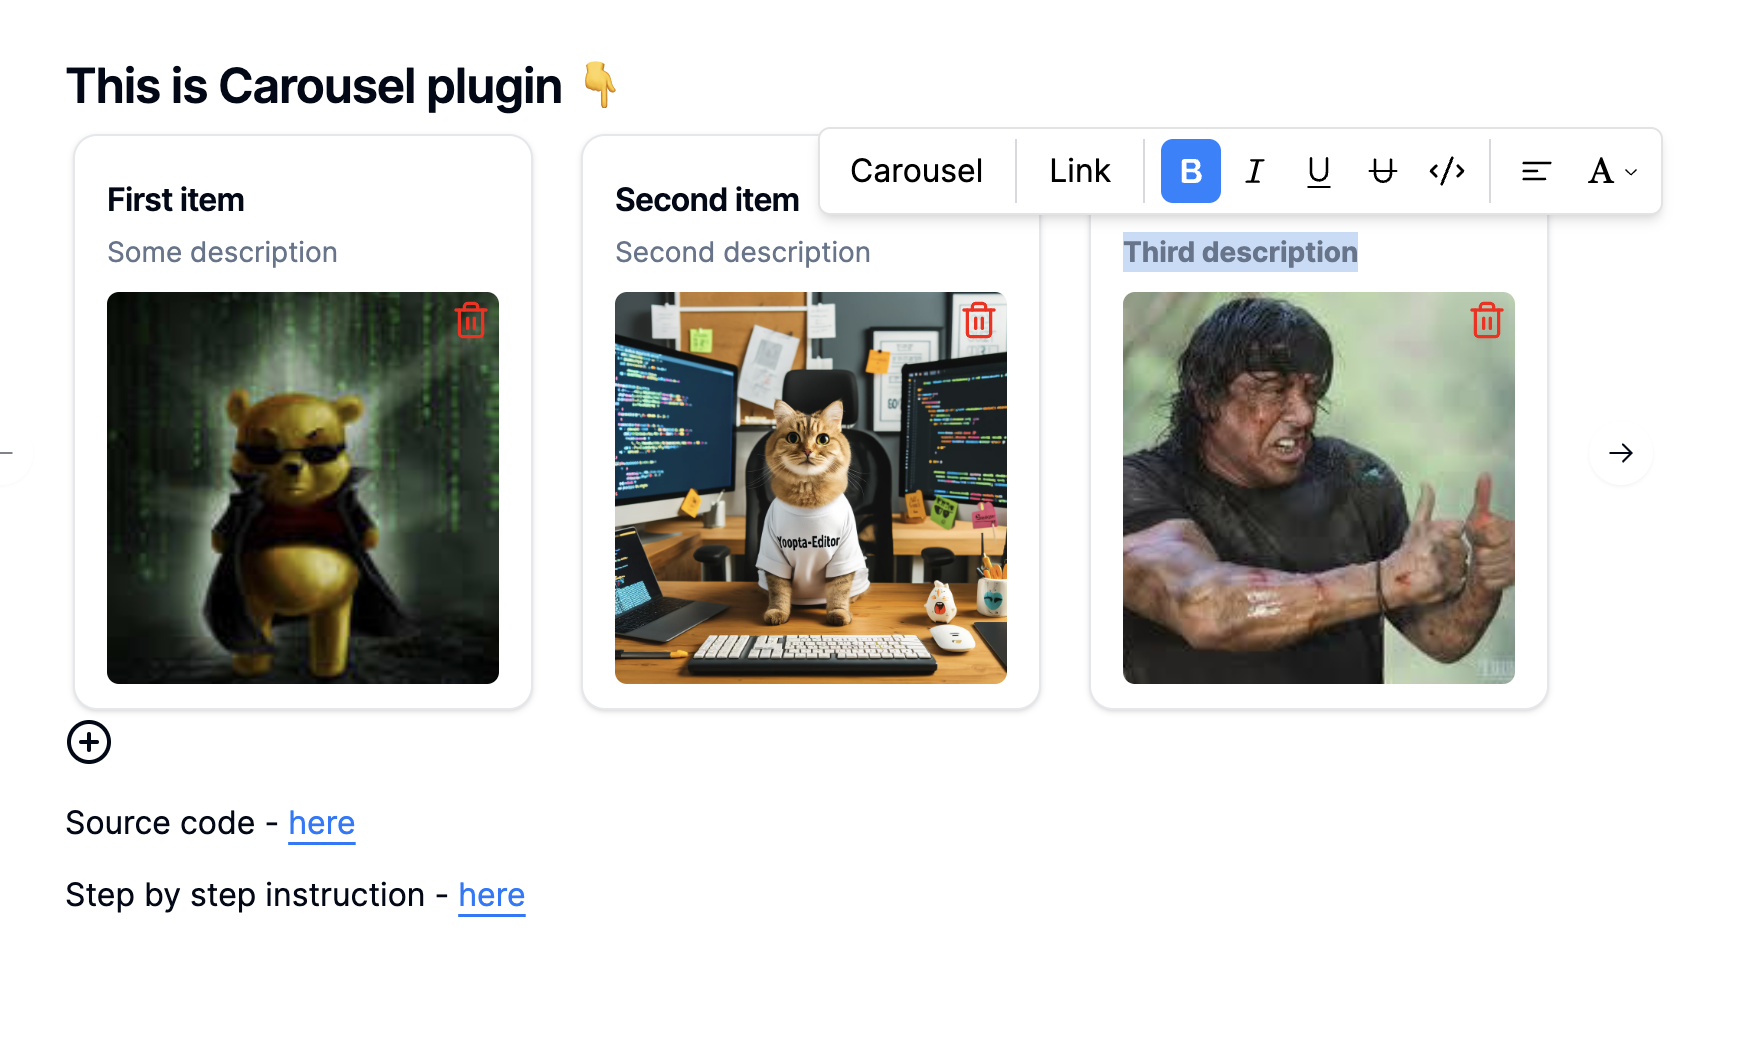 This is Carousel plugin 👇
Carousel
Link
B
I
U
U
</>
A
First item
Second item
Some description
Second description
Third description
Yoopta-Editor
Source code - here
Step by step instruction - here